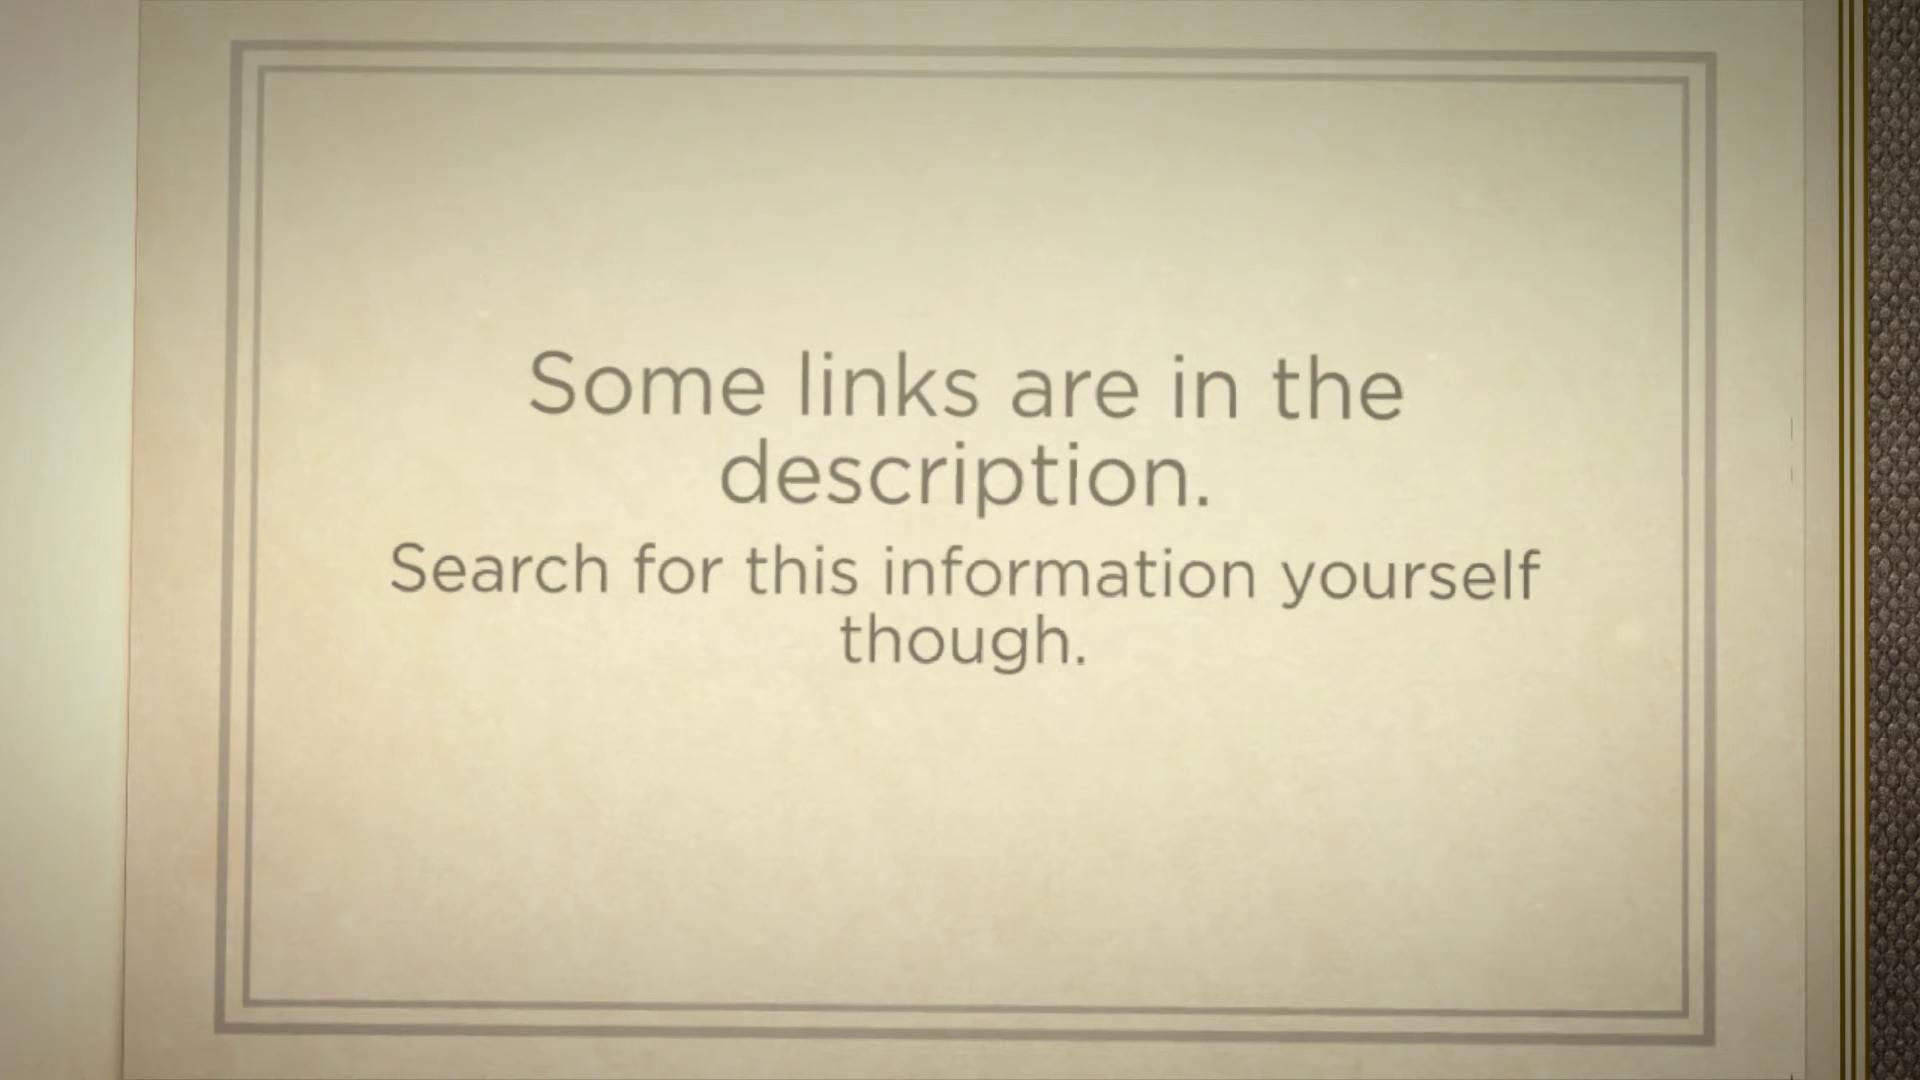 Some links are in the
description.
Search for this information yourself
though.